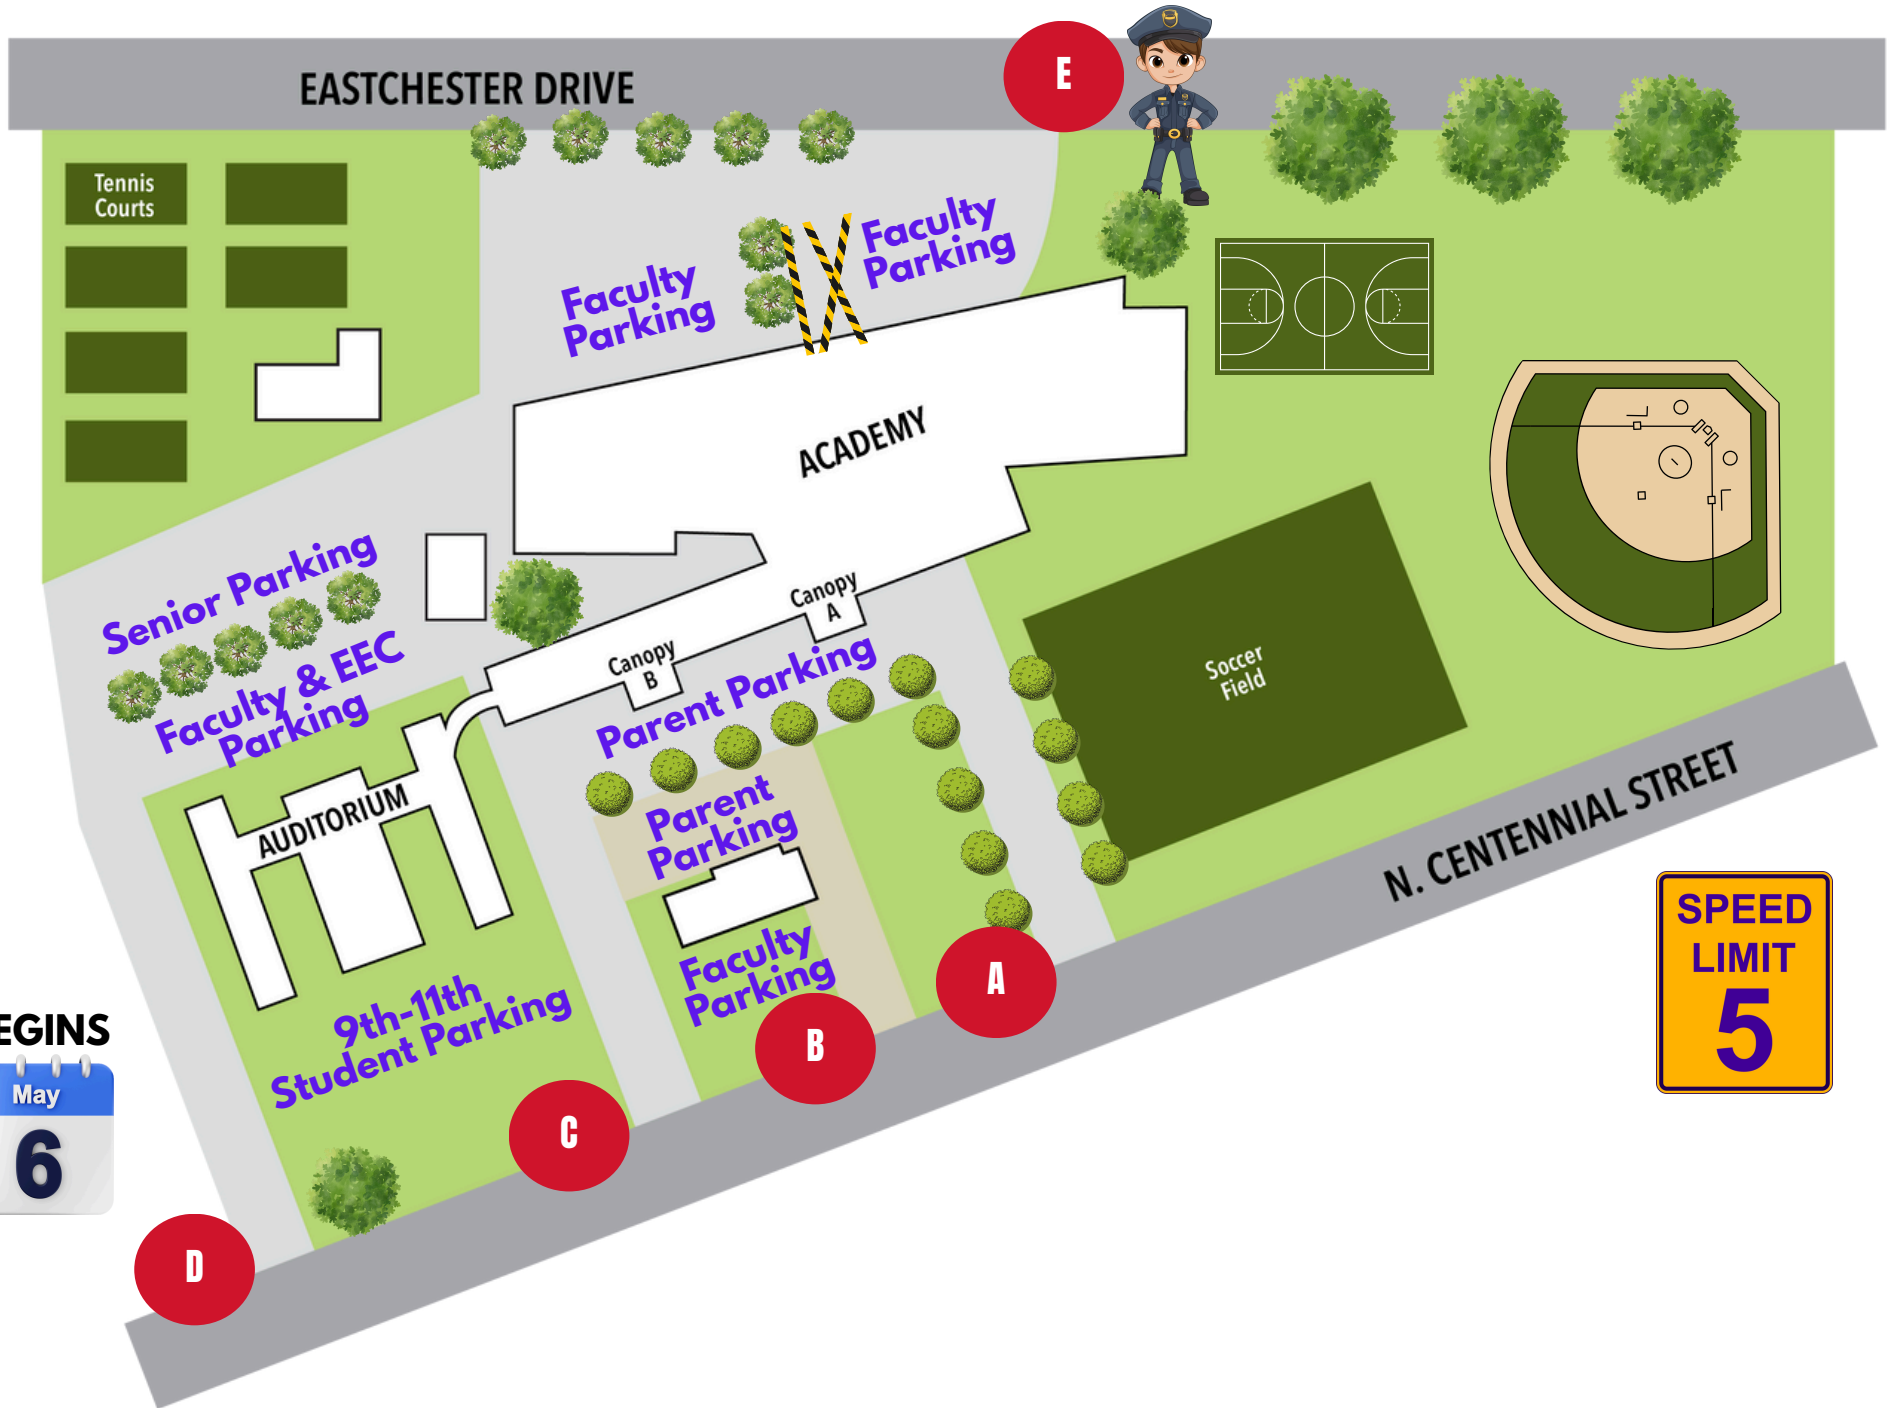 EASTCHESTER DRIVE
E
Tennis
Courts
Faculty
Parking
Faculty
Parking
ACADEMY
Senior Parking
Faculty & EEC
Parking
Canopy
A
Canopy
B
Parent Parking
Soccer
Field
AUDITORIUM
Parent
Parking
N. CENTENNIAL STREET
Faculty
Parking
9th-11th
Student Parking
A
B
C
D
SPEED
LIMIT
5
EGINS
May
6